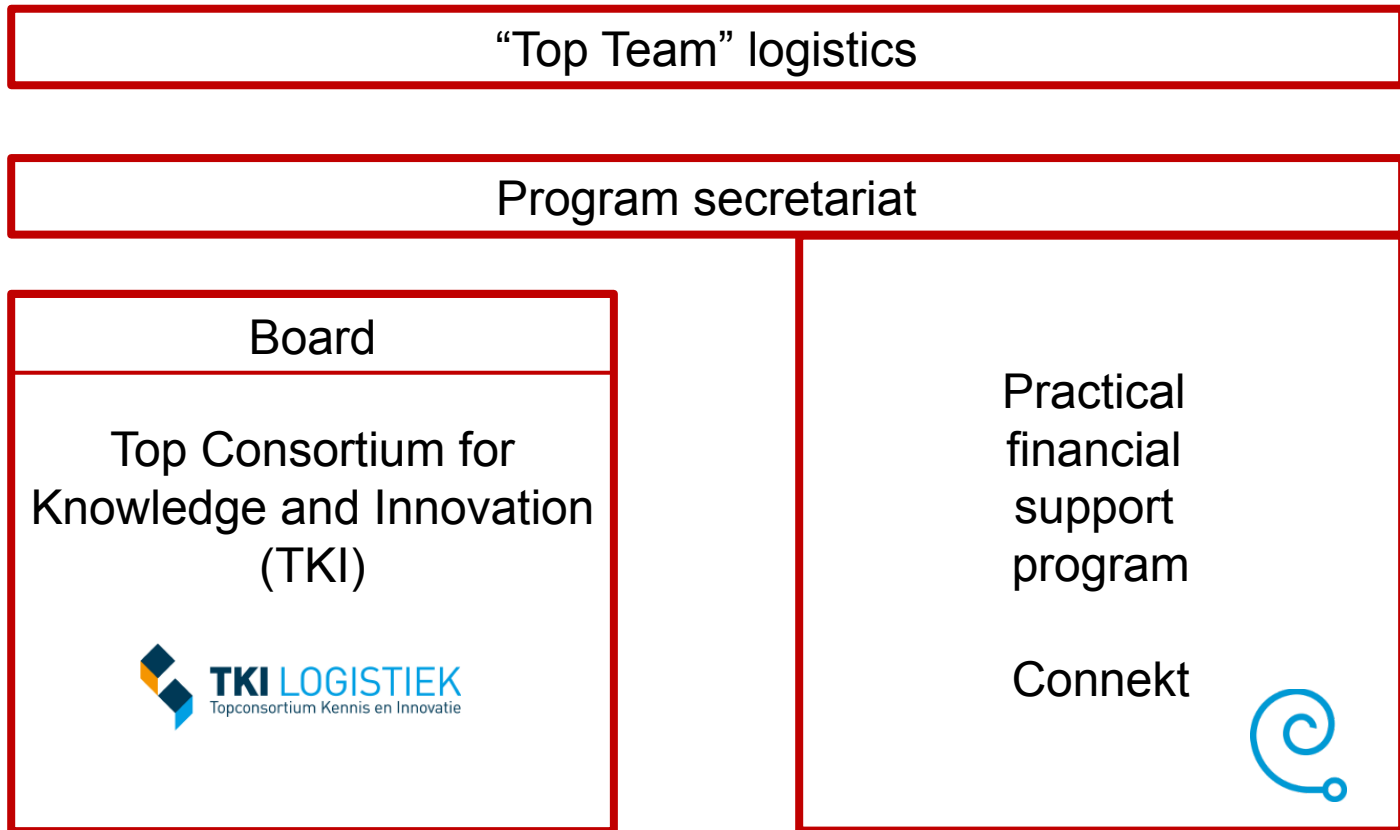 “Top Team” logistics
Program secretariat
Board
Top Consortium for
Knowledge and Innovation
(TKI)
TKI LOGISTIEK
Topconsortium Kennis en Innovatie
Practical
financial
support
program
Connekt